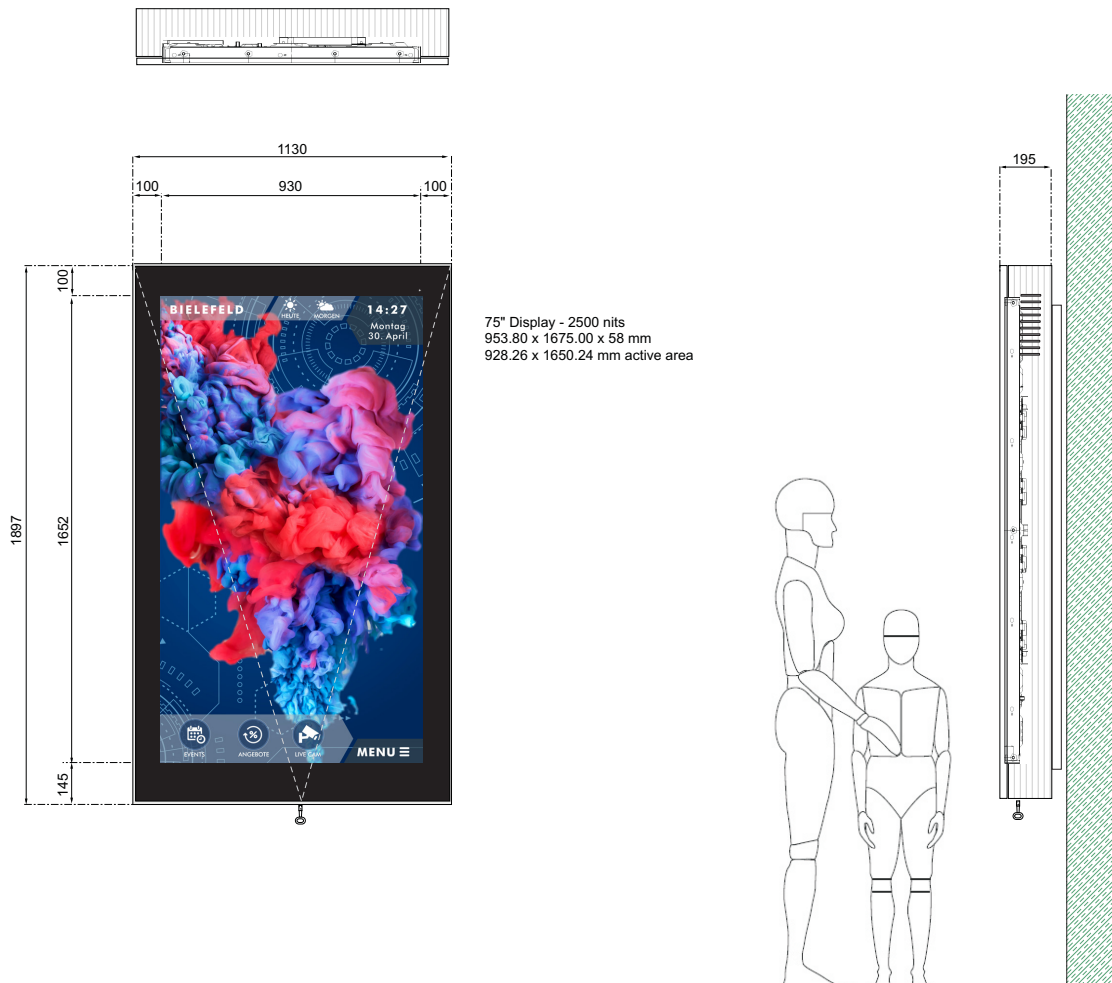 1130
100
930
100
195
100
1897
1652
145
BIELEFELD
HEUTE
MORGEN
14:27
Montag
30. April
75" Display - 2500 nits
953.80 x 1675.00 x 58 mm
928.26 x 1650.24 mm active area
EVENTS
%
ANGEBOTE
LIVE CAM
MENU